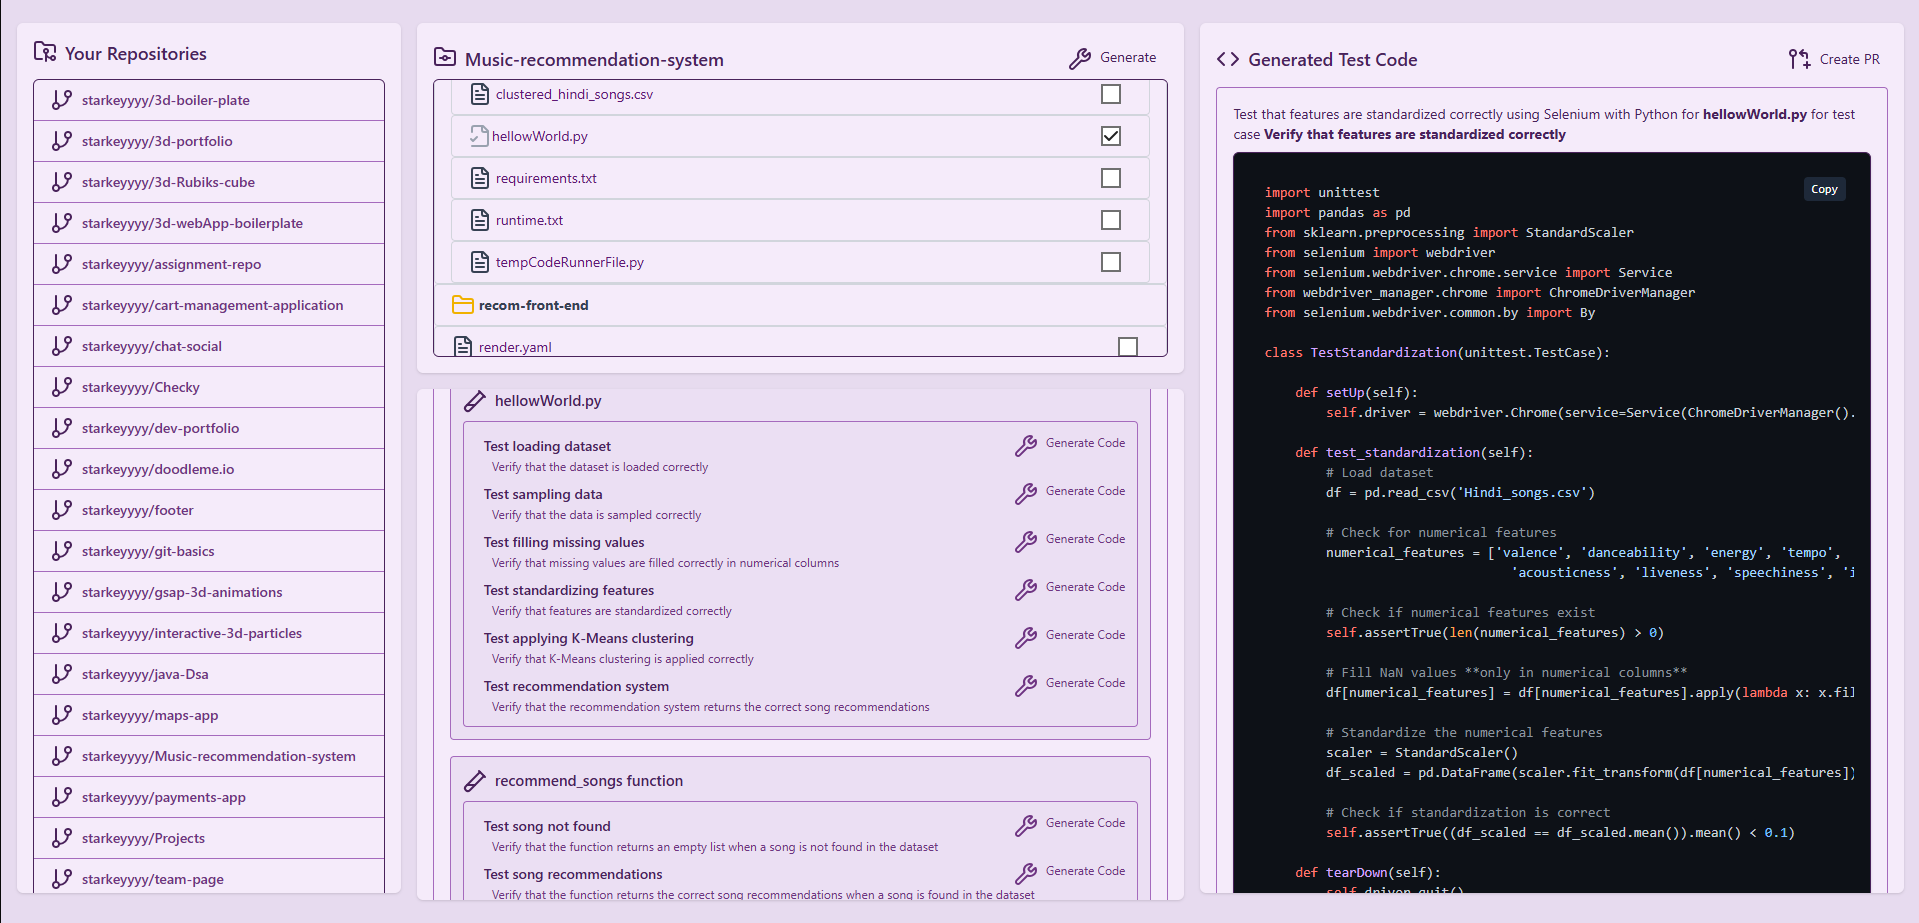 Your Repositories
starkeyyyy/3d-boiler-plate
starkeyyyy/3d-portfolio
starkeyyyy/3d-Rubiks-cube
starkeyyyy/3d-webApp-boilerplate
starkeyyyy/assignment-repo
starkeyyyy/cart-management-application
starkeyyyy/chat-social
starkeyyyy/Checky
starkeyyyy/dev-portfolio
starkeyyyy/doodleme.io
starkeyyyy/footer
starkeyyyy/git-basics
starkeyyyy/gsap-3d-animations
starkeyyyy/interactive-3d-particles
starkeyyyy/java-Dsa
starkeyyyy/maps-app
starkeyyyy/Music-recommendation-system
starkeyyyy/payments-app
starkeyyyy/Projects
starkeyyyy/team-page
Music-recommendation-system
Generate
clustered_hindi_songs.csv
hellowWorld.py
requirements.txt
runtime.txt
tempCodeRunnerFile.py
recom-front-end
render.yaml
hellowWorld.py
Test loading dataset
Generate Code
Verify that the dataset is loaded correctly
Test sampling data
Generate Code
Verify that the data is sampled correctly
Test filling missing values
Generate Code
Verify that missing values are filled correctly in numerical columns
Test standardizing features
Generate Code
Verify that features are standardized correctly
Test applying K-Means clustering
Generate Code
Verify that K-Means clustering is applied correctly
Test recommendation system
Generate Code
Verify that the recommendation system returns the correct song recommendations
recommend_songs function
Test song not found
Generate Code
Verify that the function returns an empty list when a song is not found in the dataset
Test song recommendations
Generate Code
Verify that the function returns the correct song recommendations when a song is found in the dataset
Generated Test Code
Create PR
Test that features are standardized correctly using Selenium with Python for hellowWorld.py for test
case Verify that features are standardized correctly
Copy
import unittest
import pandas as pd
from sklearn.preprocessing import StandardScaler
from selenium import webdriver
from selenium.webdriver.chrome.service import Service
from webdriver_manager.chrome import ChromeDriverManager
from selenium.webdriver.common.by import By
class TestStandardization(unittest.TestCase):
def setUp(self):
self.driver = webdriver.Chrome(service=Service(ChromeDriverManager().
def test_standardization(self):
# Load dataset
df = pd.read_csv('Hindi_songs.csv')
# Check for numerical features
numerical_features = ['valence', 'danceability', 'energy', 'tempo',
'acousticness', 'liveness', 'speechiness', 'i
# Check if numerical features exist
self.assertTrue(len(numerical_features) > 0)
# Fill NaN values **only in numerical columns**
df[numerical_features] = df[numerical_features].apply(lambda x: x.fil
# Standardize the numerical features
scaler = StandardScaler()
df_scaled = pd.DataFrame(scaler.fit_transform(df[numerical_features])
# Check if standardization is correct
self.assertTrue((df_scaled == df_scaled.mean()).mean() < 0.1)
def tearDown(self):
self.driver.quit()